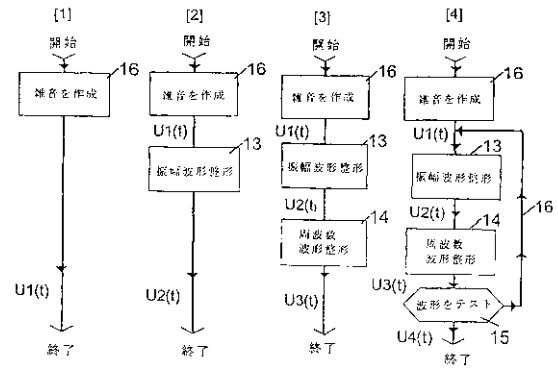 [1]
開始
16
雑音を作成
U1(t)
終了
[2]
開始
16
雑音を作成
U1(t)
13
振幅波形整形
U2(t)
終了
[3]
開始
16
雑音を作成
U1(t)
13
振幅波形整形
U2(t)
14
周波数
波形整形
U3(t)
終了
[4]
開始
16
雑音を作成
U1(t)
13
振幅波形整形
16
U2(t)
14
周波数
波形整形
U3(t)
波形をテスト
15
U4(t)
終了